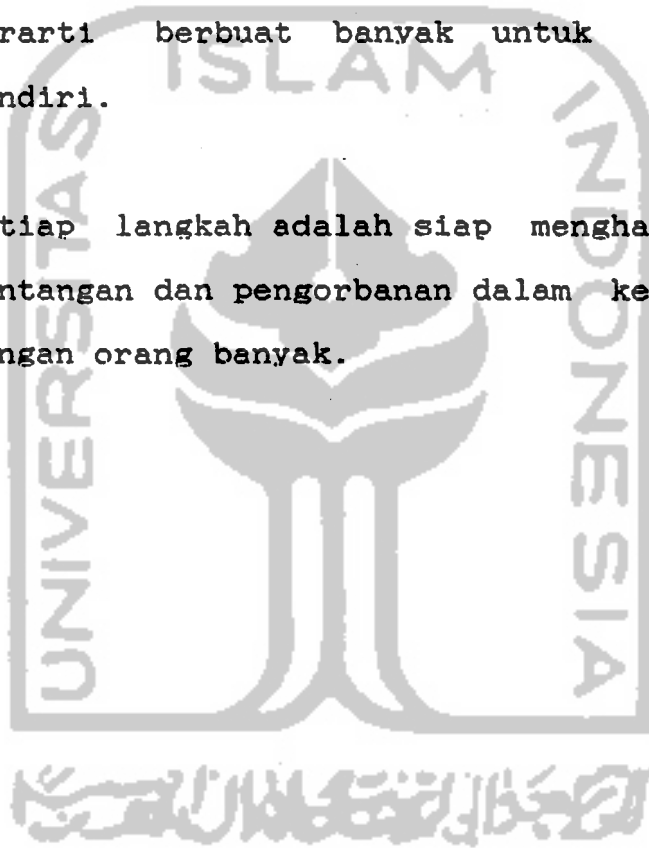 rarti berbuat banyak untuk
ndiri.
tiap langkah adalah siap mengha
ntangan dan pengorbanan dalam ke
ngan orang banyak.
UNIVERSITAS
ISLAM
INDONESIA